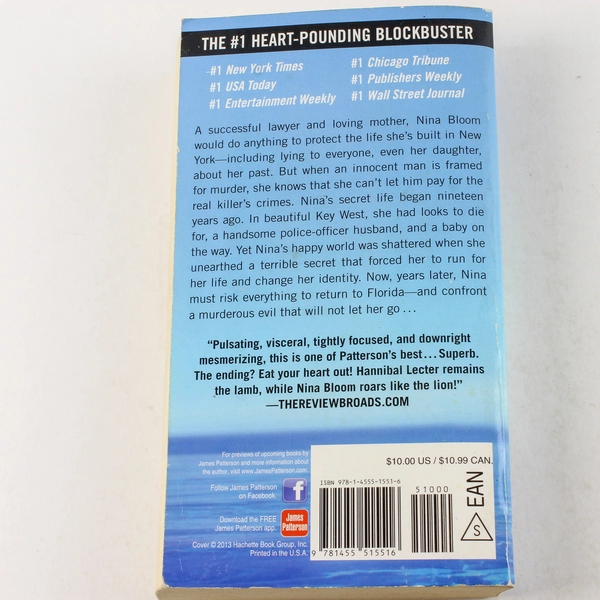 THE #1 HEART-POUNDING BLOCKBUSTER
#1 New York Times
#1 USA Today
#1 Entertainment Weekly
#1 Chicago Tribune
#1 Publishers Weekly
#1 Wall Street Journal
A successful lawyer and loving mother, Nina Bloom
would do anything to protect the life she's built in New
York—including lying to everyone, even her daughter,
about her past. But when an innocent man is framed
for murder, she knows that she can't let him pay for the
real killer's crimes. Nina's secret life began nineteen
years ago. In beautiful Key West, she had looks to die
for, a handsome police-officer husband, and a baby on
the way. Yet Nina's happy world was shattered when she
unearthed a terrible secret that forced her to run for
her life and change her identity. Now, years later, Nina
must risk everything to return to Florida—and confront
a murderous evil that will not let her go ...
"Pulsating, visceral, tightly focused, and downright
mesmerizing, this is one of Patterson's best...Superb.
The ending? Eat your heart out! Hannibal Lecter remains
the lamb, while Nina Bloom roars like the lion!"
—THEREVIEWBROADS.COM
For previews of upcoming books by
James Patterson and more information about
the author, visit www.JamesPatterson.com.
Follow James Patterson
on Facebook.
f
Download the FREE
James Patterson app.
James
Patterson
Cover © 2013 Hachette Book Group, Inc.
Printed in the U.S.A.
$10.00 US / $10.99 CAN.
ISBN 978-1-4555-1551-6
51000
9 781455 515516
EAN
S